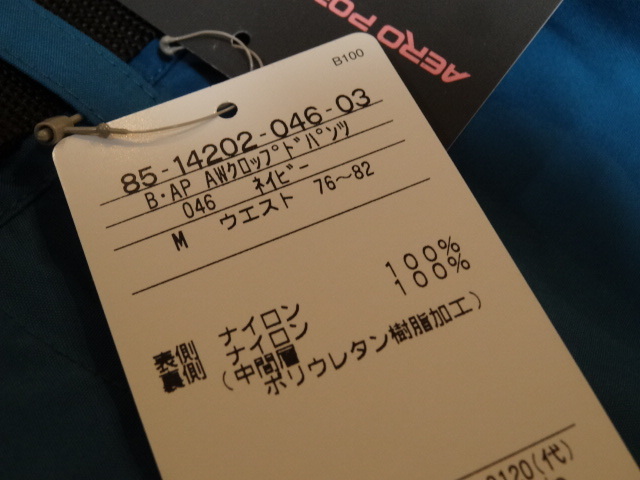 AERO PO
B100
85-14202-046-03
B・AP AWクロップドパンツ
046 ネイビー
M ウエスト 76～82
表側 ナイロン 100%
裏側 ナイロン 100%
(中間層
ポリウレタン樹脂加工)
0120(代)